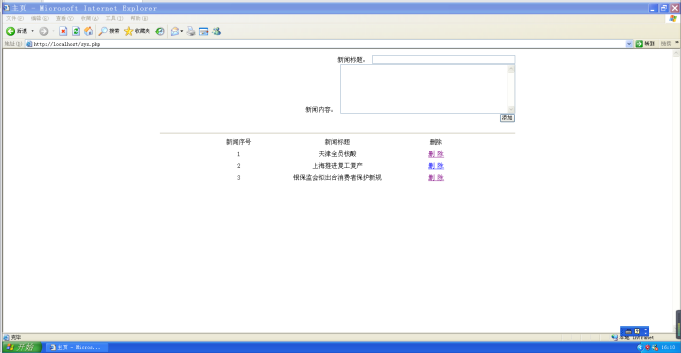 主页 - Microsoft Internet Explorer
文件(F) 编辑(E) 查看(V) 收藏(A) 工具(T) 帮助(H)
后退 搜索 收藏夹
地址(D) http://localhost/zyx.php 转到 链接
新闻标题。
新闻内容。
添加
新闻序号 新闻标题 删除
1 天津全员核酸 删 除
2 上海推进复工复产 删 除
3 银保监会拟出台消费者保护新规 删 除
完毕 本地 Intranet
开始 主页 - Micros...